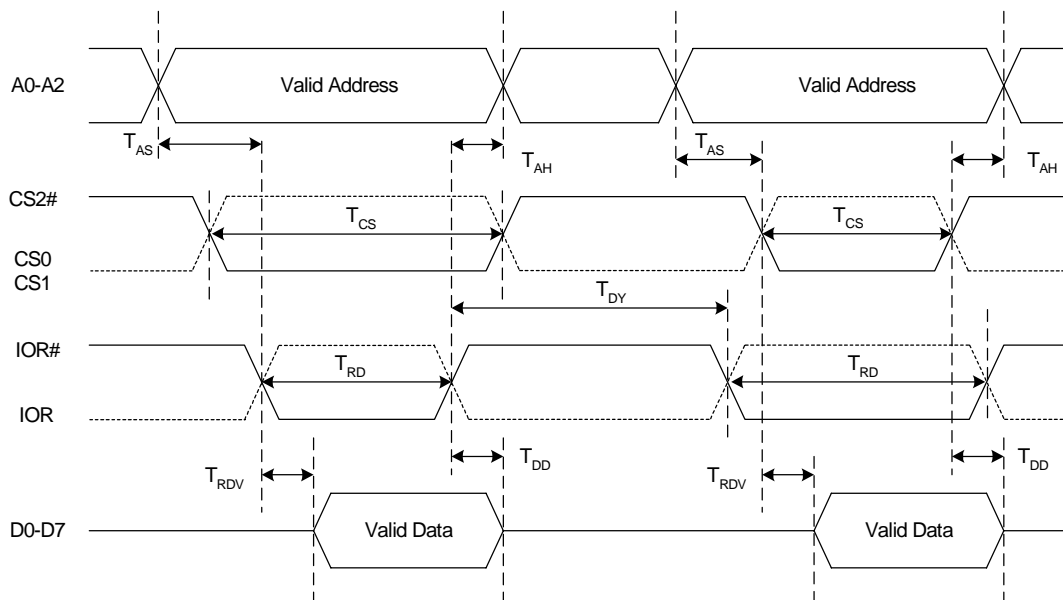 A0-A2
Valid Address
Valid Address
TAS
TAH
TAS
TAH
CS2#
TCS
TCS
CS0
CS1
TDY
IOR#
TRD
TRD
IOR
TRDV
TDD
TRDV
TDD
D0-D7
Valid Data
Valid Data